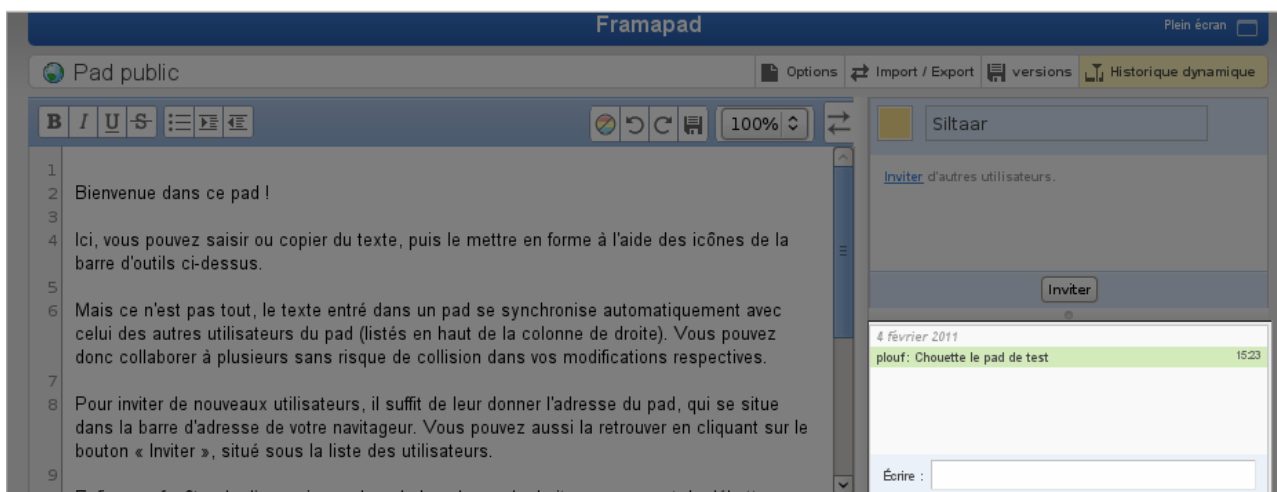 Framapad
Plein écran
Pad public
Options
Import / Export
versions
Historique dynamique
B I U S
100%
Siltaar
Inviter d'autres utilisateurs.
1
2 Bienvenue dans ce pad !
3
4 Ici, vous pouvez saisir ou copier du texte, puis le mettre en forme à l'aide des icônes de la
barre d'outils ci-dessus.
5
6 Mais ce n'est pas tout, le texte entré dans un pad se synchronise automatiquement avec
celui des autres utilisateurs du pad (listés en haut de la colonne de droite). Vous pouvez
donc collaborer à plusieurs sans risque de collision dans vos modifications respectives.
7
8 Pour inviter de nouveaux utilisateurs, il suffit de leur donner l'adresse du pad, qui se situe
dans la barre d'adresse de votre navitageur. Vous pouvez aussi la retrouver en cliquant sur le
bouton « Inviter », situé sous la liste des utilisateurs.
9
Inviter
4 février 2011
plouf: Chouette le pad de test 15:23
Écrire :